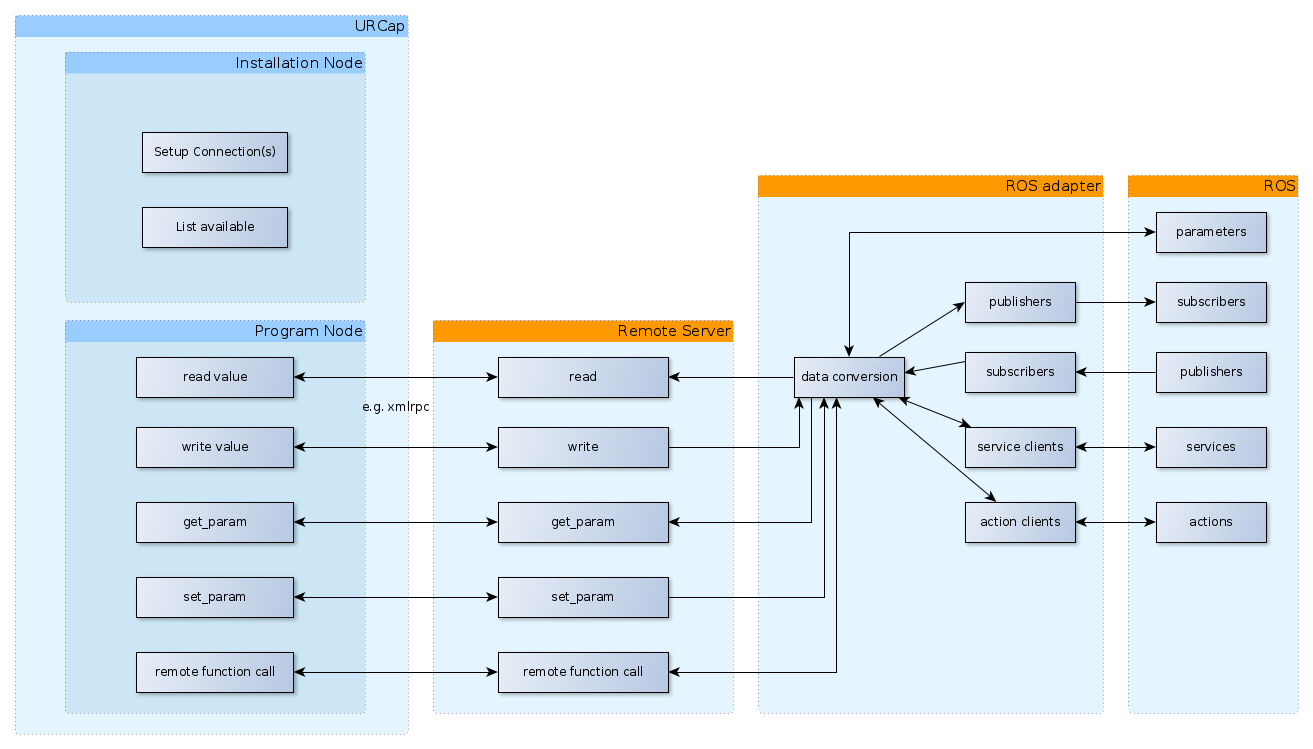 URCap
Installation Node
Setup Connection(s)
List available
Program Node
read value
write value
get_param
set_param
remote function call
e.g. xmlrpc
Remote Server
read
write
get_param
set_param
remote function call
ROS adapter
data conversion
publishers
subscribers
service clients
action clients
ROS
parameters
subscribers
publishers
services
actions